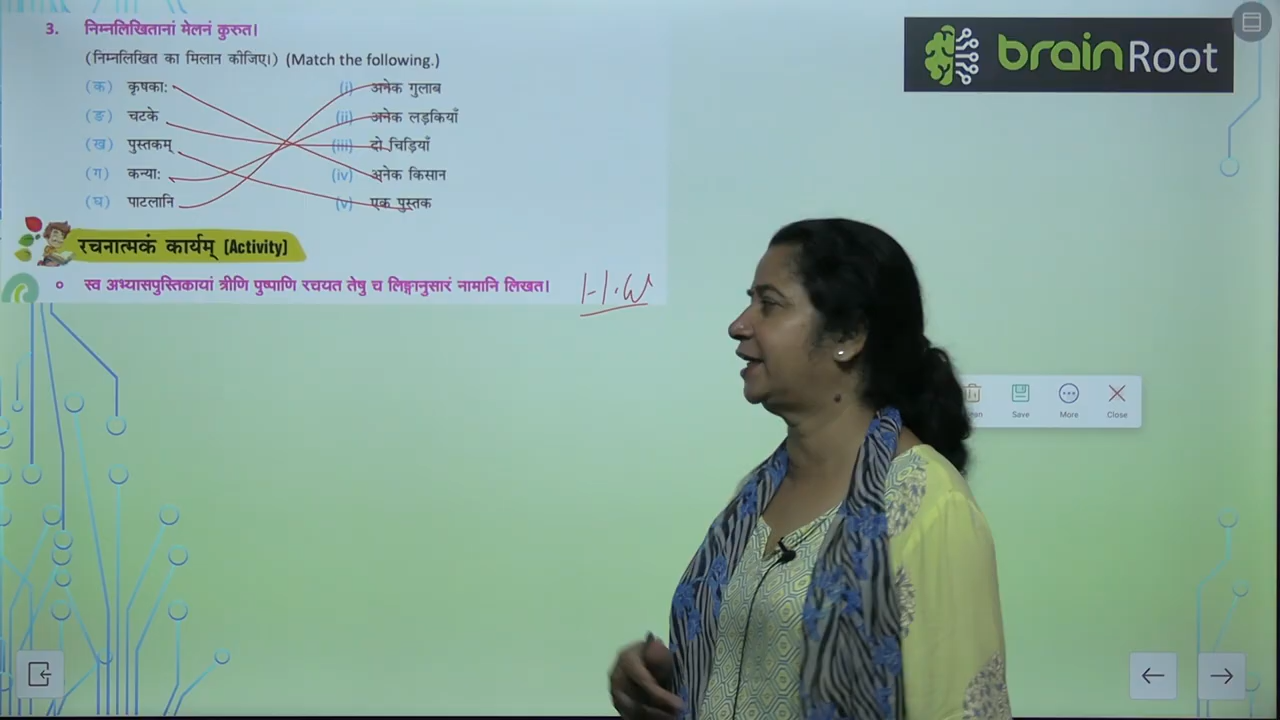 3. निम्नलिखितानां मेलनं कुरुत।
(निम्नलिखित का मिलान कीजिए।) (Match the following.)
(क) कृषकाः (i) अनेक गुलाब
(ङ) चटके (ii) अनेक लड़कियाँ
(ख) पुस्तकम् (iii) दो चिड़ियाँ
(ग) कन्याः (iv) अनेक किसान
(घ) पाटलानि (v) एक पुस्तक
रचनात्मकं कार्यम् (Activity)
स्व अभ्यासपुस्तिकायां त्रीणि पुष्पाणि रचयत तेषु च लिङ्गानुसारं नामानि लिखत। H.W
brainRoot
Save More Close